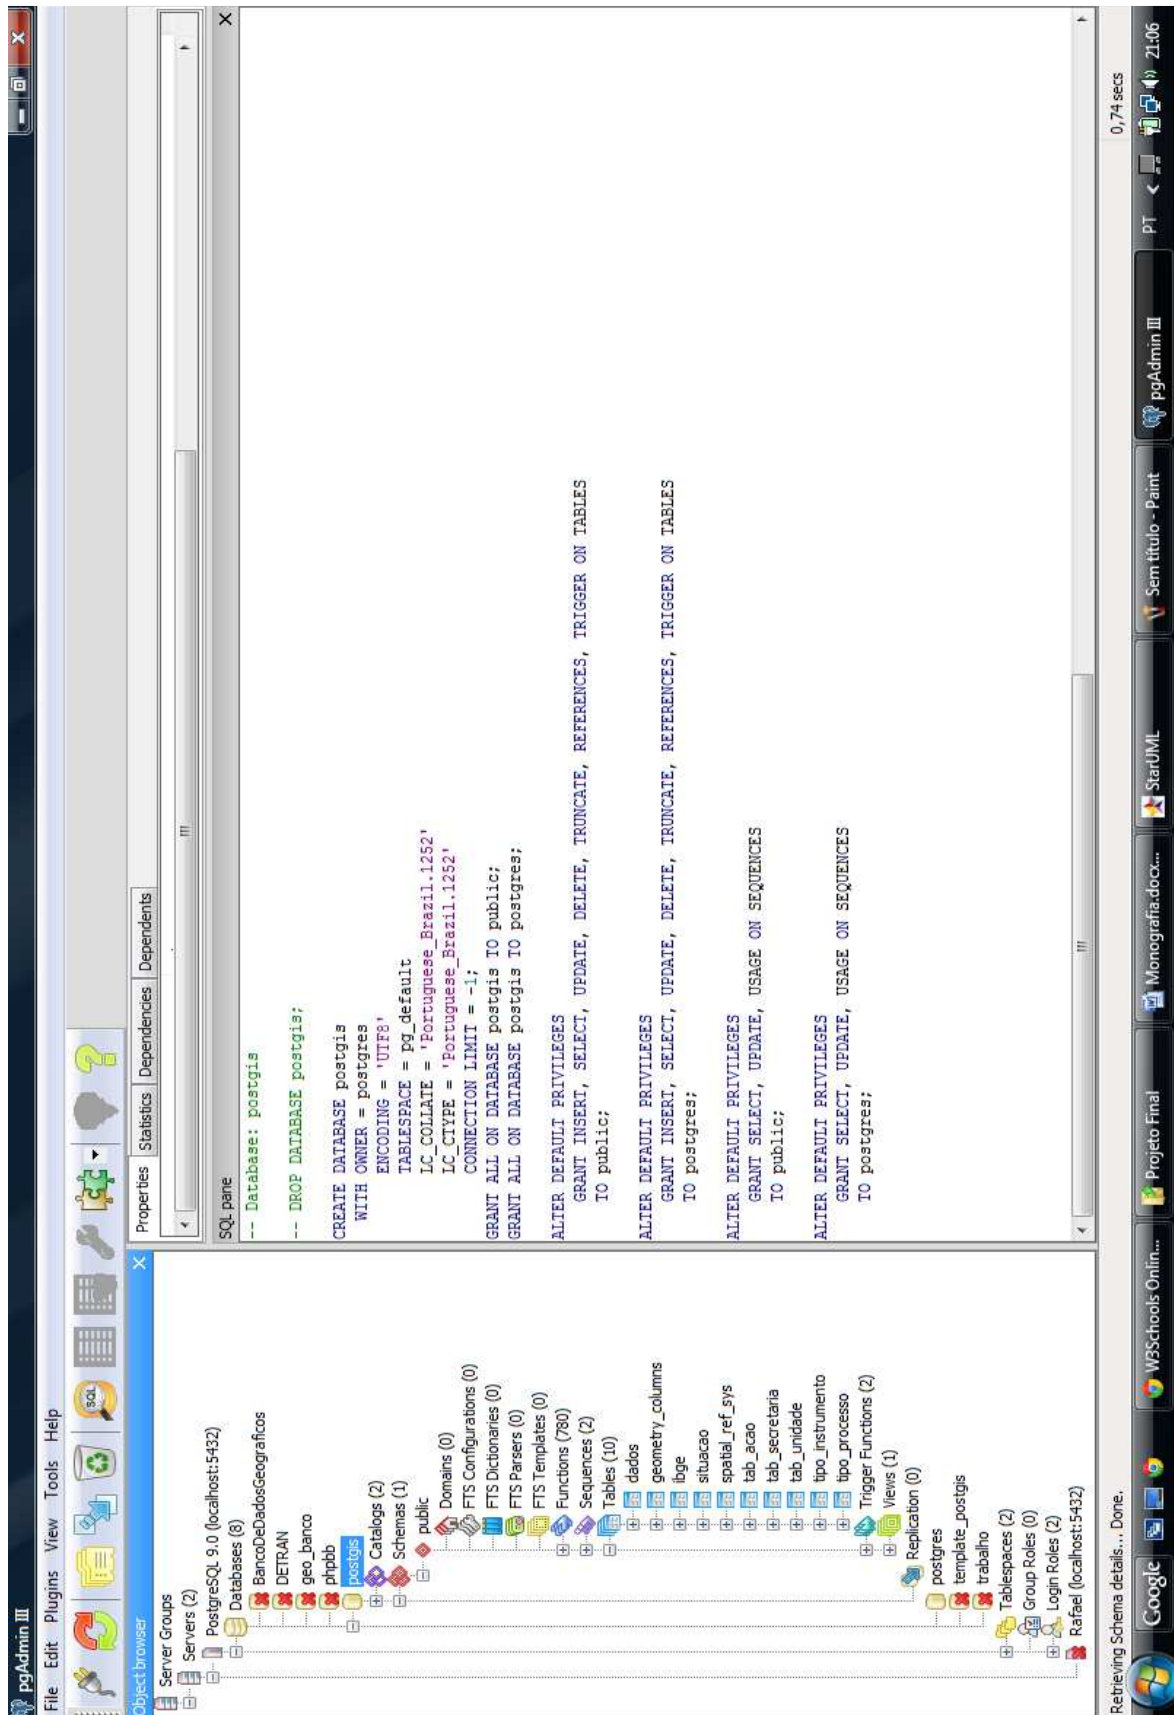 pgAdmin III
File Edit Plugins View Tools Help
SQL
Object browser
Server Groups
Servers (2)
PostgreSQL 9.0 (localhost:5432)
Databases (8)
BancoDeDadosGeograficos
DETRAN
geo_banco
phpbb
postgis
Catalogs (2)
Schemas (1)
public
Domains (0)
FTS Configurations (0)
FTS Dictionaries (0)
FTS Parsers (0)
FTS Templates (0)
Functions (780)
Sequences (2)
Tables (10)
dados
geometry_columns
ibge
situacao
spatial_ref_sys
tab_acao
tab_secretaria
tab_unidade
tipo_instrumento
tipo_processo
Trigger Functions (2)
Views (1)
Replication (0)
postgres
template_postgis
trabalho
Tablespaces (2)
Group Roles (0)
Login Roles (2)
Rafael (localhost:5432)
Properties Statistics Dependencies Dependents
SQL pane
-- Database: postgis
-- DROP DATABASE postgis;
CREATE DATABASE postgis
WITH OWNER = postgres
ENCODING = 'UTF8'
TABLESPACE = pg_default
LC_COLLATE = 'Portuguese_Brazil.1252'
LC_CTYPE = 'Portuguese_Brazil.1252'
CONNECTION LIMIT = -1;
GRANT ALL ON DATABASE postgis TO public;
GRANT ALL ON DATABASE postgis TO postgres;
ALTER DEFAULT PRIVILEGES
GRANT INSERT, SELECT, UPDATE, DELETE, TRUNCATE, REFERENCES, TRIGGER ON TABLES
TO public;
ALTER DEFAULT PRIVILEGES
GRANT INSERT, SELECT, UPDATE, DELETE, TRUNCATE, REFERENCES, TRIGGER ON TABLES
TO postgres;
ALTER DEFAULT PRIVILEGES
GRANT SELECT, UPDATE, USAGE ON SEQUENCES
TO public;
ALTER DEFAULT PRIVILEGES
GRANT SELECT, UPDATE, USAGE ON SEQUENCES
TO postgres;
Retrieving Schema details... Done. 0,74 secs
Google W3Schools Onlin... Projeto Final Monografia.docx... StarUML Sem título - Paint pgAdmin III PT 21:06